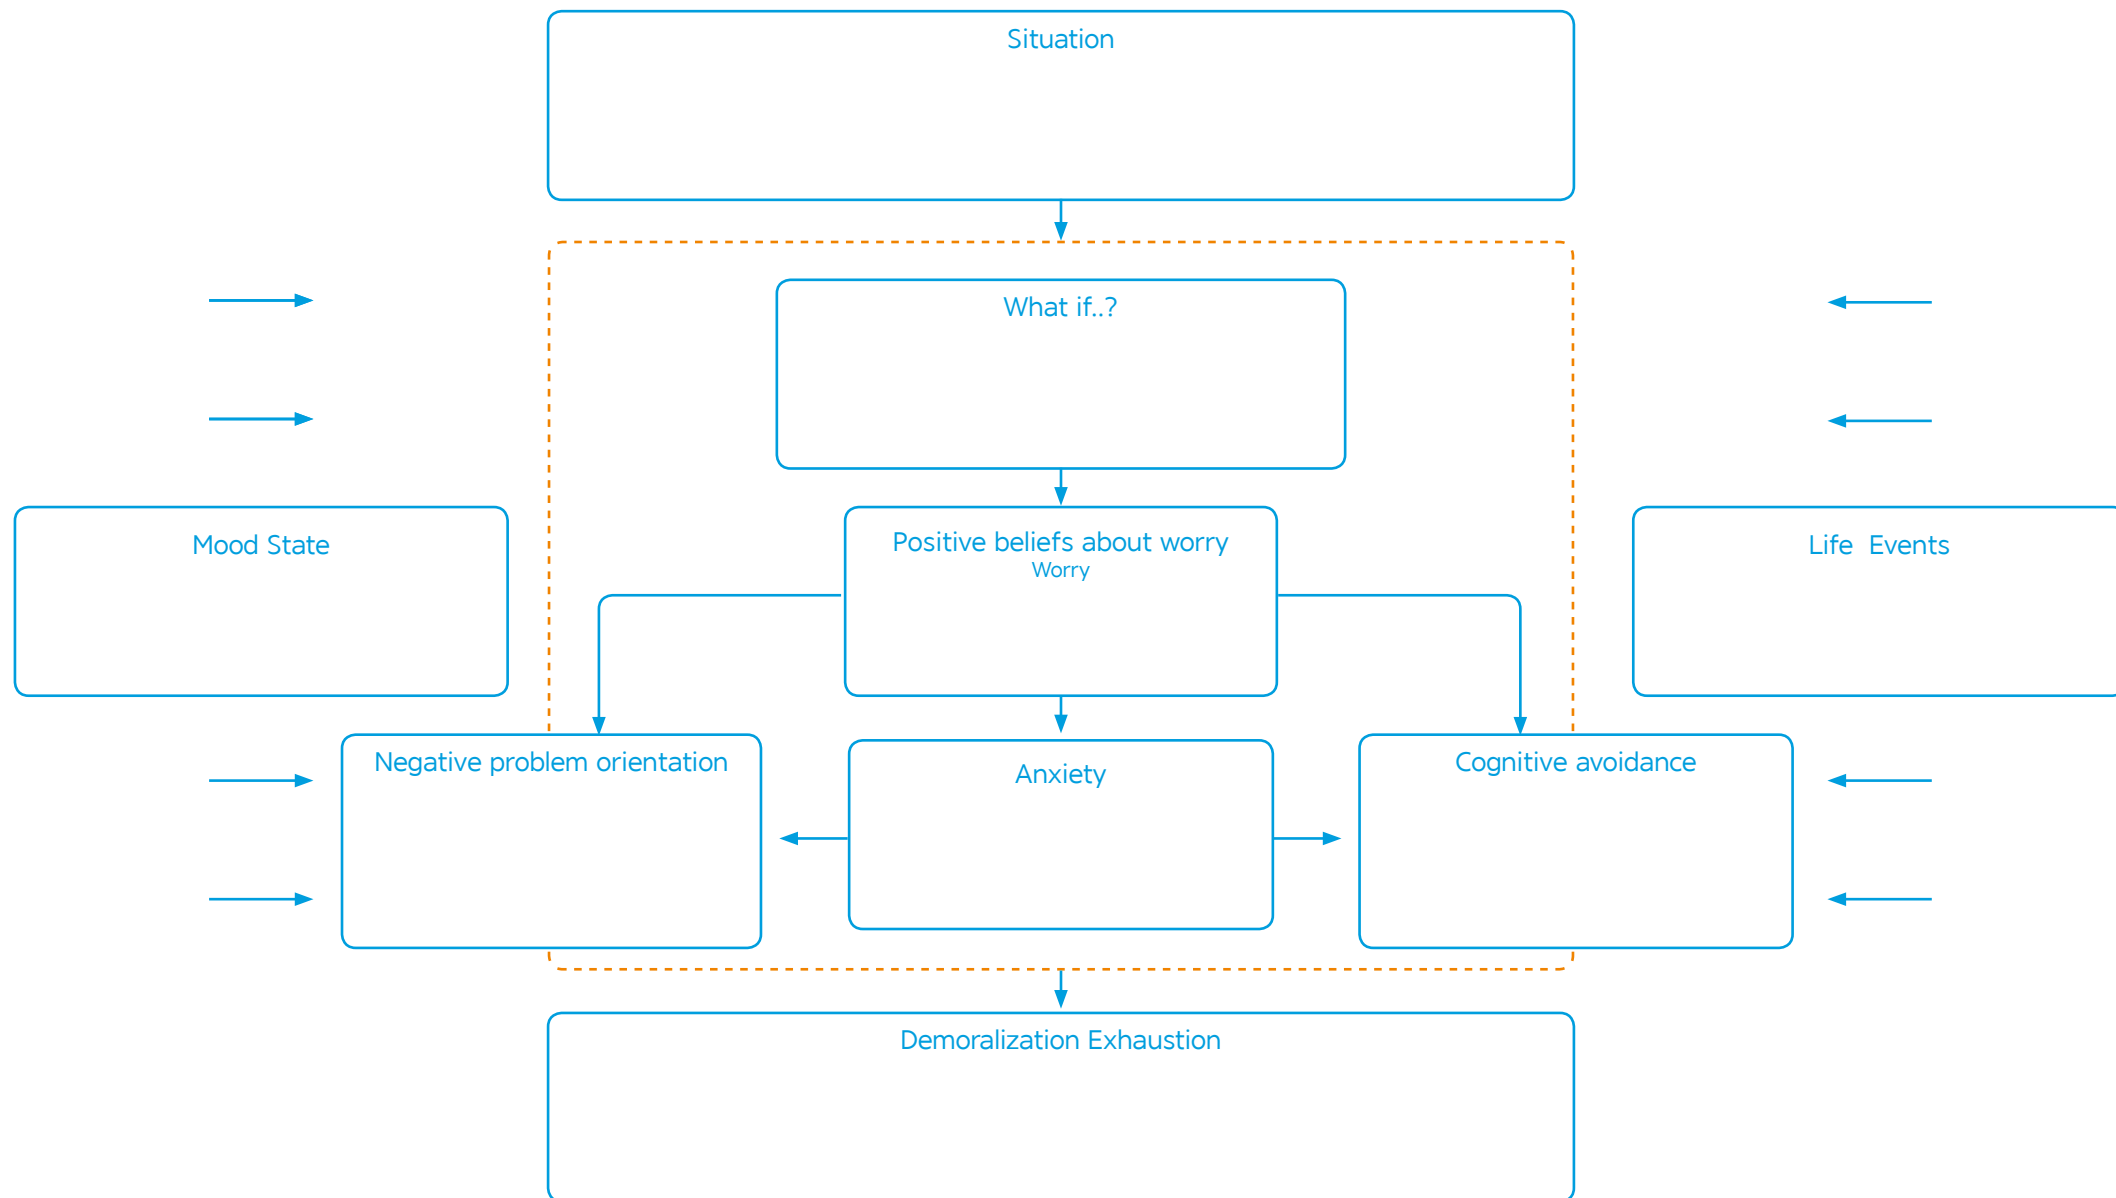 Situation
What if..?
Mood State
Positive beliefs about worry
Worry
Life  Events
Negative problem orientation
Anxiety
Cognitive avoidance
Demoralization Exhaustion